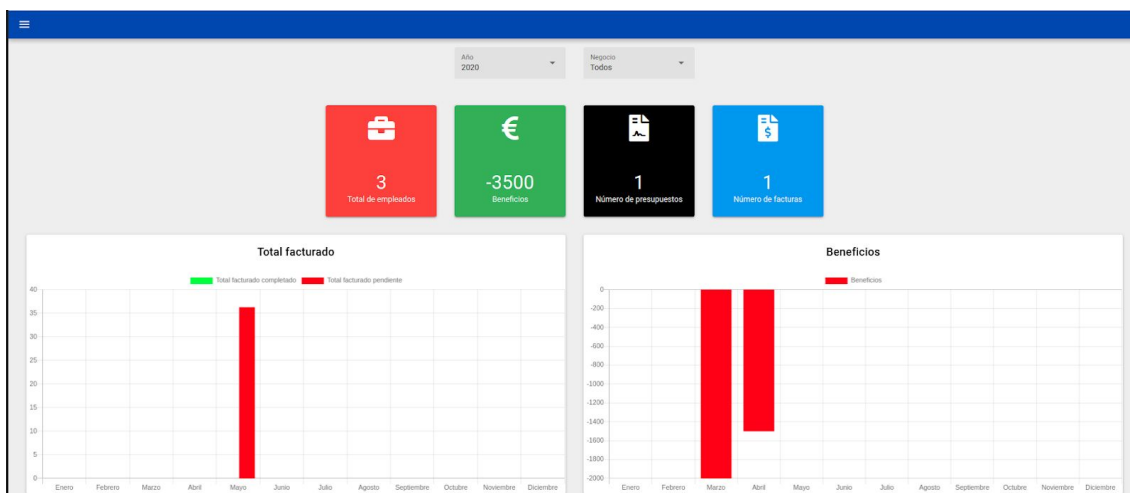 Año
2020
Negocio
Todos
3
Total de empleados
€
-3500
Beneficios
1
Número de presupuestos
$
1
Número de facturas
Total facturado
Total facturado completado Total facturado pendiente
40
35
30
25
20
15
10
5
0
Enero Febrero Marzo Abril Mayo Junio Julio Agosto Septiembre Octubre Noviembre Diciembre
Beneficios
Beneficios
0
-200
-400
-600
-800
-1000
-1200
-1400
-1600
-1800
-2000
Enero Febrero Marzo Abril Mayo Junio Julio Agosto Septiembre Octubre Noviembre Diciembre